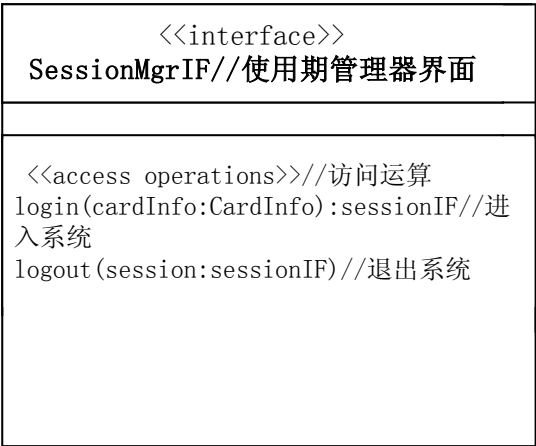 <<interface>>
SessionMgrIF//使用期管理器界面
<<access operations>>//访问运算
login(cardInfo:CardInfo):sessionIF//进
入系统
logout(session:sessionIF)//退出系统